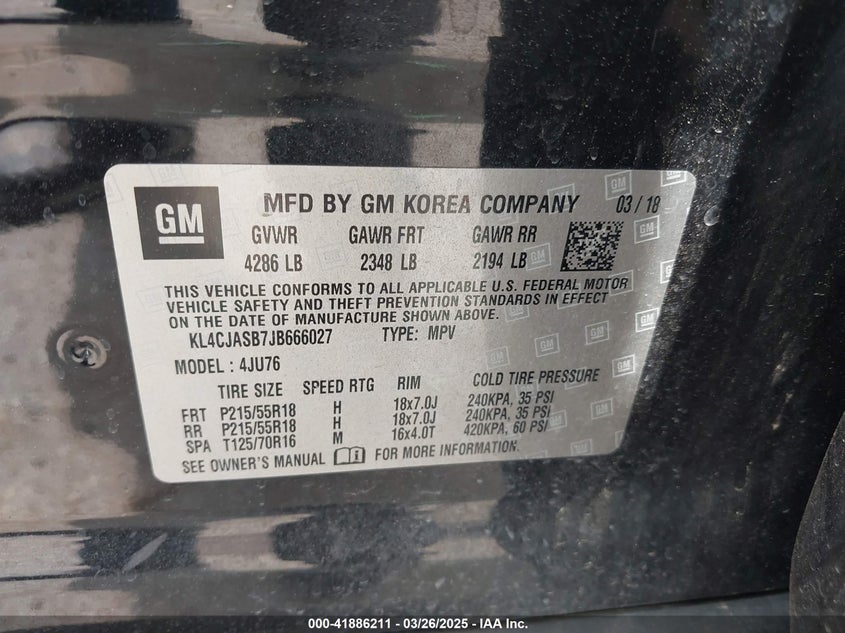 GM
MFD BY GM KOREA COMPANY 03 / 18
GVWR GAWR FRT GAWR RR
4286 LB 2348 LB 2194 LB
THIS VEHICLE CONFORMS TO ALL APPLICABLE U.S. FEDERAL MOTOR
VEHICLE SAFETY AND THEFT PREVENTION STANDARDS IN EFFECT
ON THE DATE OF MANUFACTURE SHOWN ABOVE.
KL4CJASB7JB666027 TYPE: MPV
MODEL : 4JU76
TIRE SIZE SPEED RTG RIM COLD TIRE PRESSURE
FRT P215/55R18 H 18x7.0J 240KPA, 35 PSI
RR P215/55R18 H 18x7.0J 240KPA, 35 PSI
SPA T125/70R16 M 16x4.0T 420KPA, 60 PSI
SEE OWNER'S MANUAL FOR MORE INFORMATION.
000-41886211 - 03/26/2025 - IAA Inc.